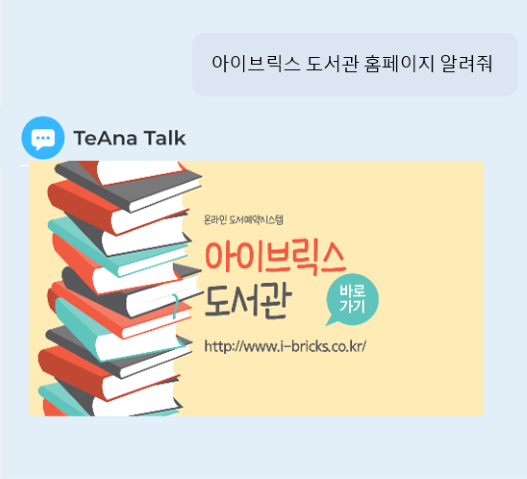 아이브릭스 도서관 홈페이지 알려줘
TeAna Talk
온라인 도서예약시스템
아이브릭스
도서관
바로
가기
http://www.i-bricks.co.kr/